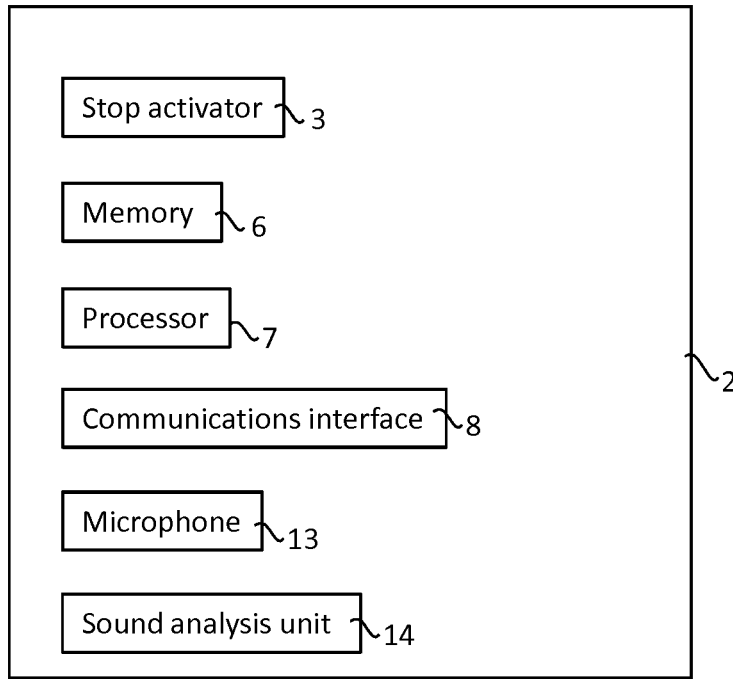 Stop activator
3
Memory
6
Processor
7
2
Communications interface
8
Microphone
13
Sound analysis unit
14